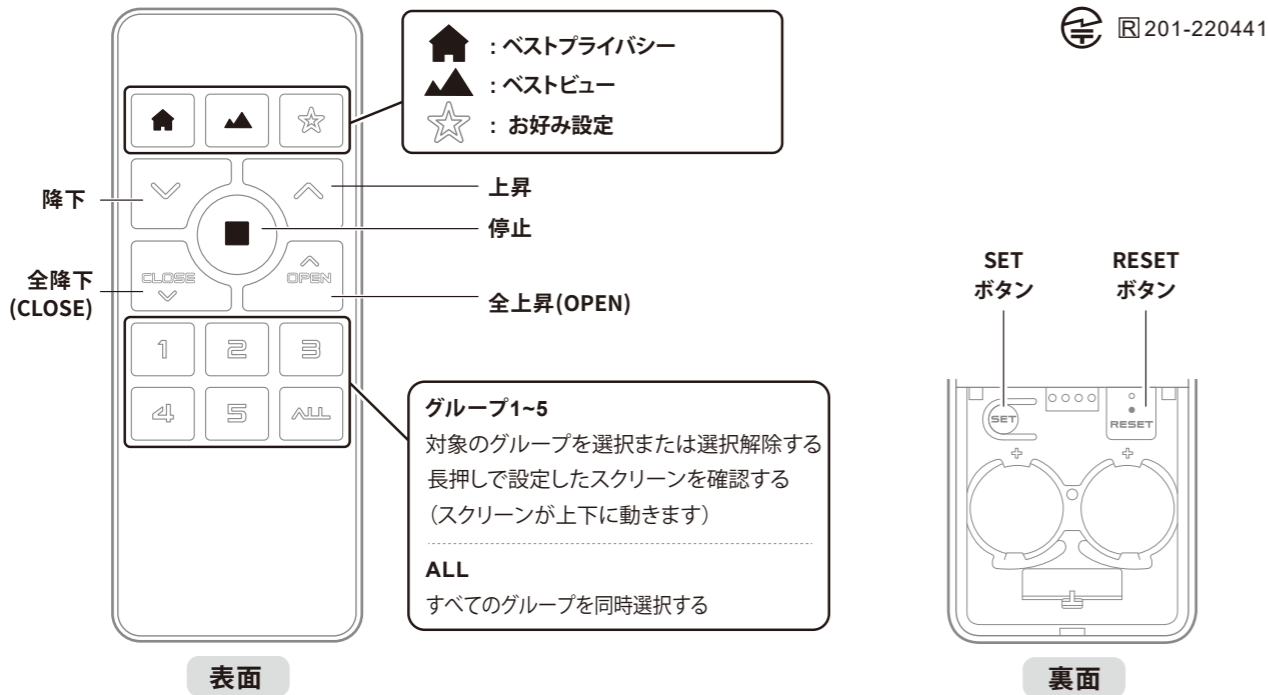 R 201-220441
: ベストプライバシー
: ベストビュー
: お好み設定
降下
上昇
停止
全降下
(CLOSE)
全上昇(OPEN)
CLOSE
OPEN
1 2 3
4 5 ALL
グループ1~5
対象のグループを選択または選択解除する
長押しで設定したスクリーンを確認する
（スクリーンが上下に動きます）
ALL
すべてのグループを同時選択する
表面
SET
ボタン
RESET
ボタン
SET
RESET
裏面